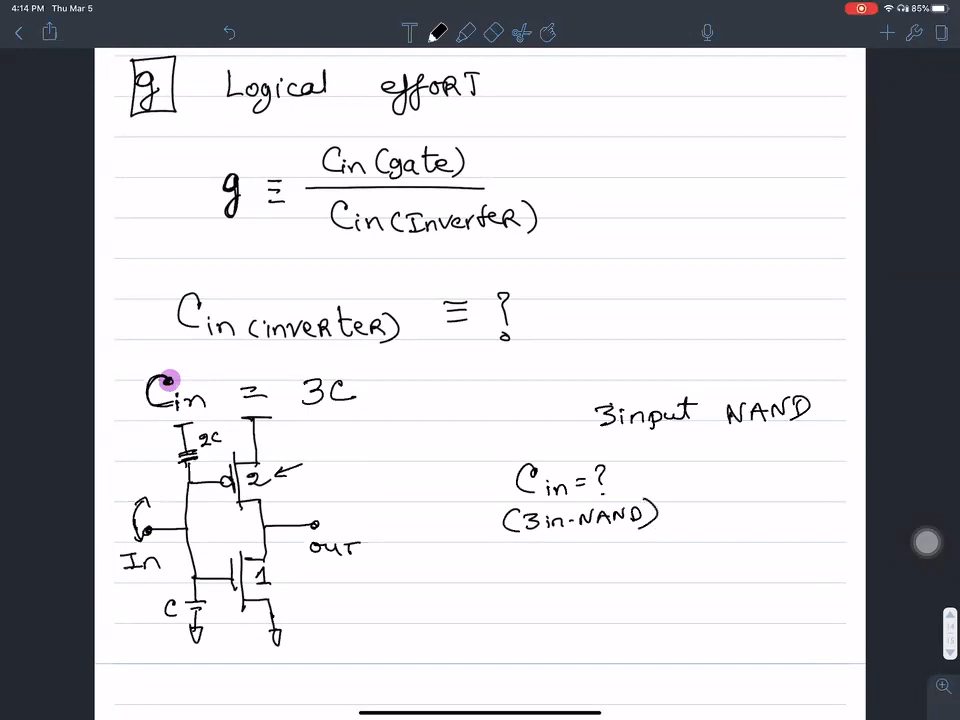 4:14 PM Thu Mar 5
85%
g Logical effort
g ≡ Cin(gate) / Cin(Inverter)
Cin(inverter) ≡ ?
Cin = 3C
3input NAND
2C
2
Cin = ?
(3in-NAND)
In
OUT
1
C